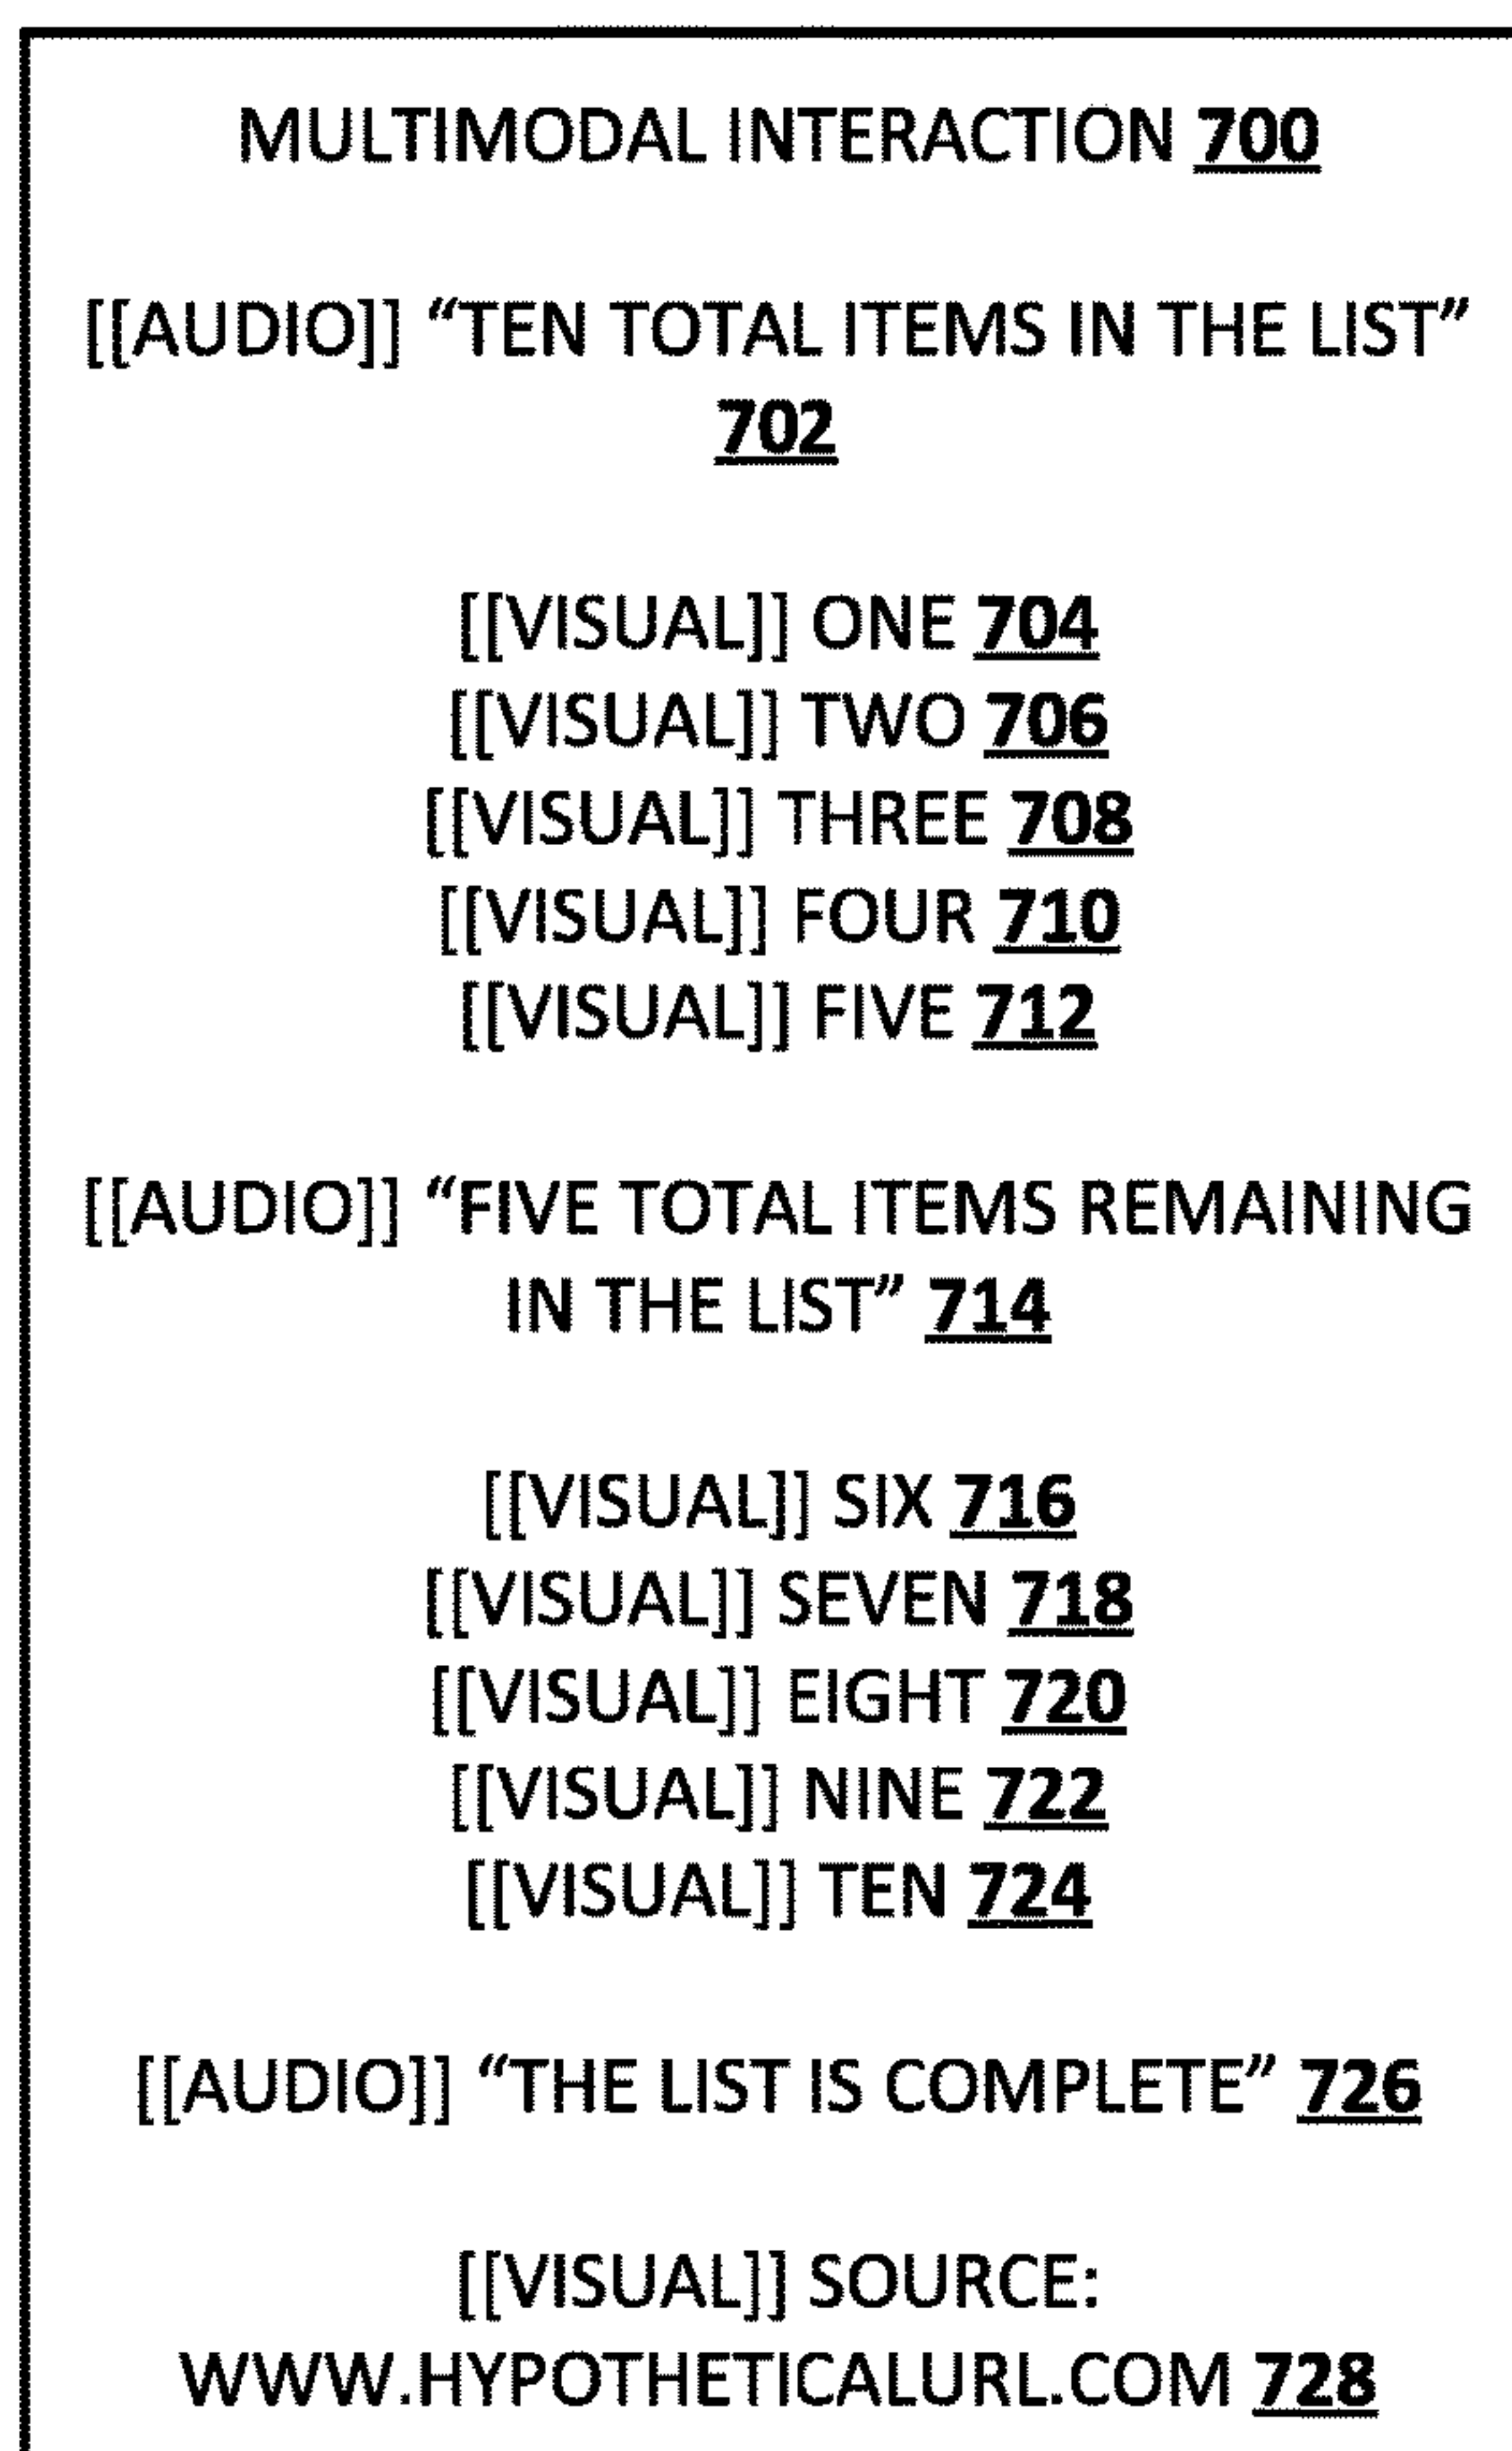 MULTIMODAL INTERACTION 700
[[AUDIO]] “TEN TOTAL ITEMS IN THE LIST”
702
[[VISUAL]] ONE 704
[[VISUAL]] TWO 706
[[VISUAL]] THREE 708
[[VISUAL]] FOUR 710
[[VISUAL]] FIVE 712
[[AUDIO]] “FIVE TOTAL ITEMS REMAINING
IN THE LIST” 714
[[VISUAL]] SIX 716
[[VISUAL]] SEVEN 718
[[VISUAL]] EIGHT 720
[[VISUAL]] NINE 722
[[VISUAL]] TEN 724
[[AUDIO]] “THE LIST IS COMPLETE” 726
[[VISUAL]] SOURCE:
WWW.HYPOTHETICALURL.COM 728